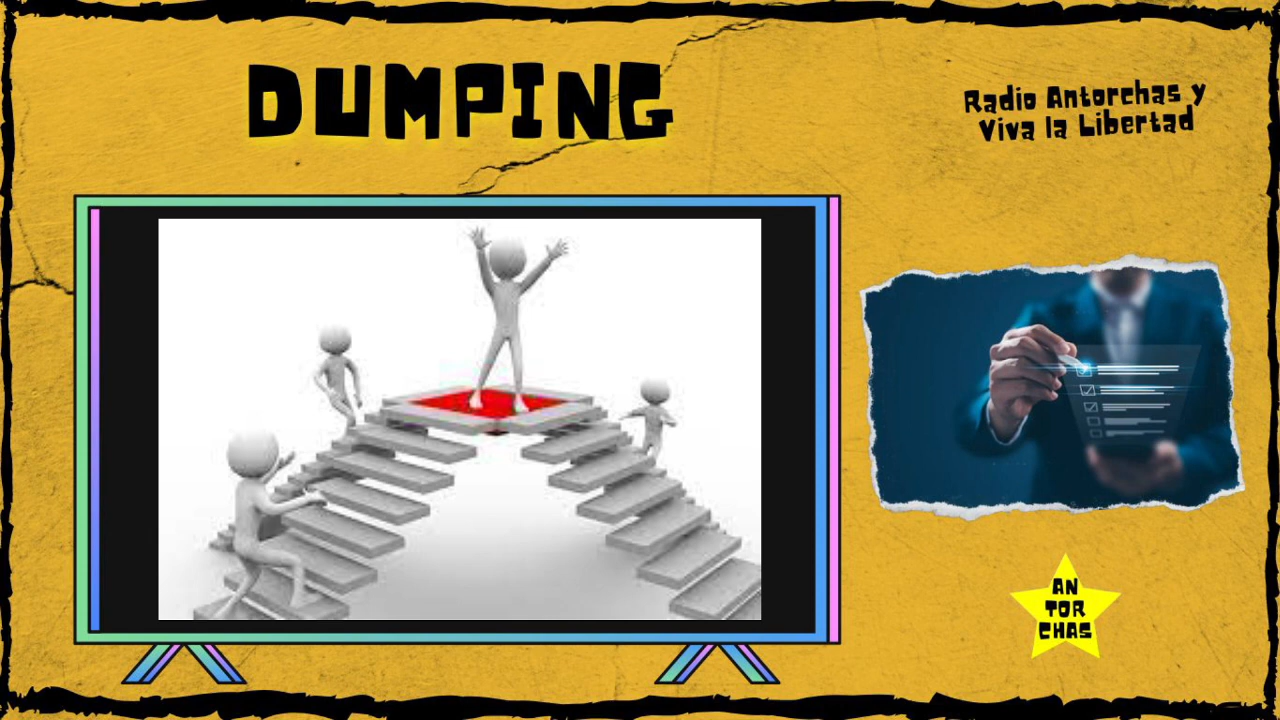 DUMPING
Radio Antorchas y
Viva la Libertad
AN
TOR
CHAS